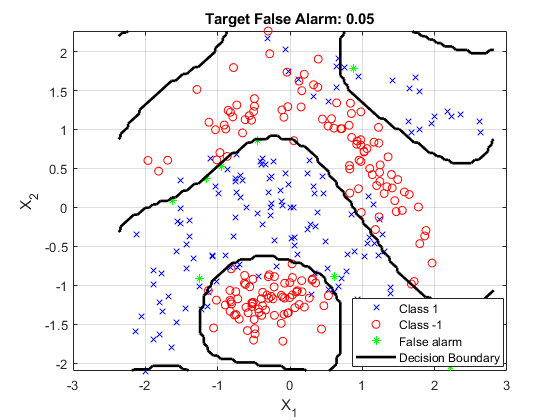 Target False Alarm: 0.05
2
1.5
1
0.5
0
-0.5
-1
-1.5
-2
X2
-3 -2 -1 0 1 2 3
X1
Class 1
Class -1
False alarm
Decision Boundary